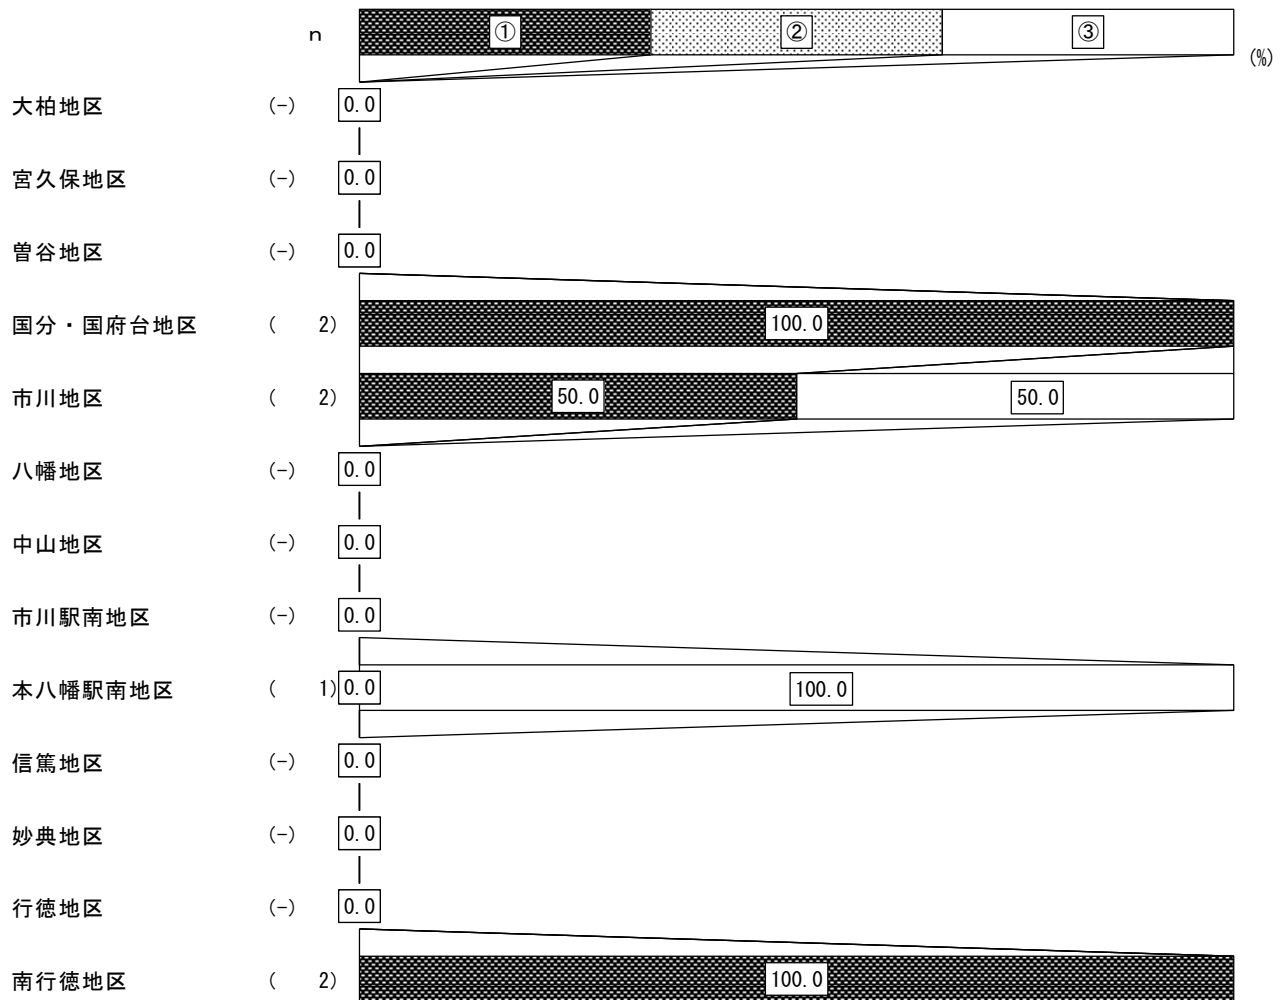 n ① ② ③
(%)
大柏地区 (-) 0.0
宮久保地区 (-) 0.0
曽谷地区 (-) 0.0
国分・国府台地区 ( 2) 100.0
市川地区 ( 2) 50.0 50.0
八幡地区 (-) 0.0
中山地区 (-) 0.0
市川駅南地区 (-) 0.0
本八幡駅南地区 ( 1) 0.0 100.0
信篤地区 (-) 0.0
妙典地区 (-) 0.0
行徳地区 (-) 0.0
南行徳地区 ( 2) 100.0